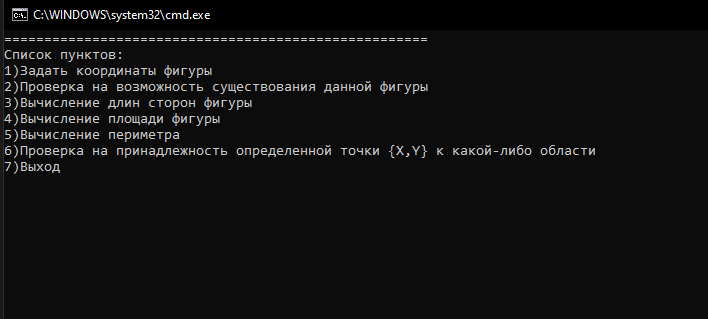 C:\WINDOWS\system32\cmd.exe
=====================================================
Список пунктов:
1)Задать координаты фигуры
2)Проверка на возможность существования данной фигуры
3)Вычисление длин сторон фигуры
4)Вычисление площади фигуры
5)Вычисление периметра
6)Проверка на принадлежность определенной точки {X,Y} к какой-либо области
7)Выход